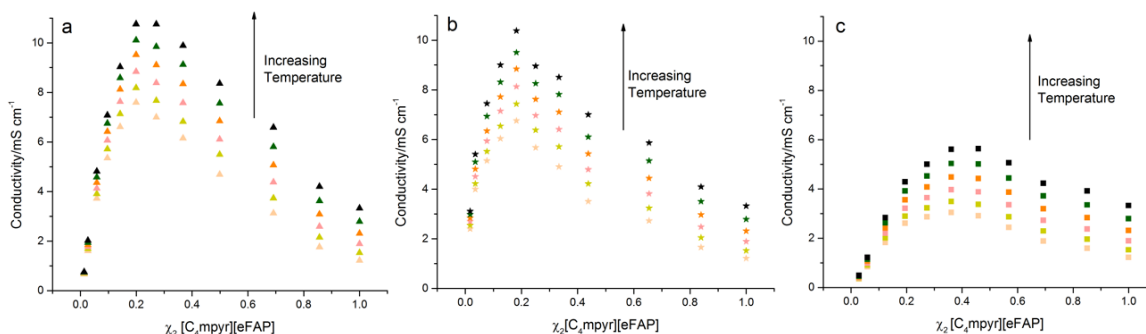 a
Increasing
Temperature
Conductivity/mS cm⁻¹
10
8
6
4
2
0
0.0 0.2 0.4 0.6 0.8 1.0
χ₂ [C₄mpyr][eFAP]
b
Increasing
Temperature
Conductivity/mS cm⁻¹
10
8
6
4
2
0
0.0 0.2 0.4 0.6 0.8 1.0
χ₂[C₄mpyr][eFAP]
c
Increasing
Temperature
Conductivity/mS cm⁻¹
10
8
6
4
2
0
0.0 0.2 0.4 0.6 0.8 1.0
χ₂ [C₄mpyr][eFAP]